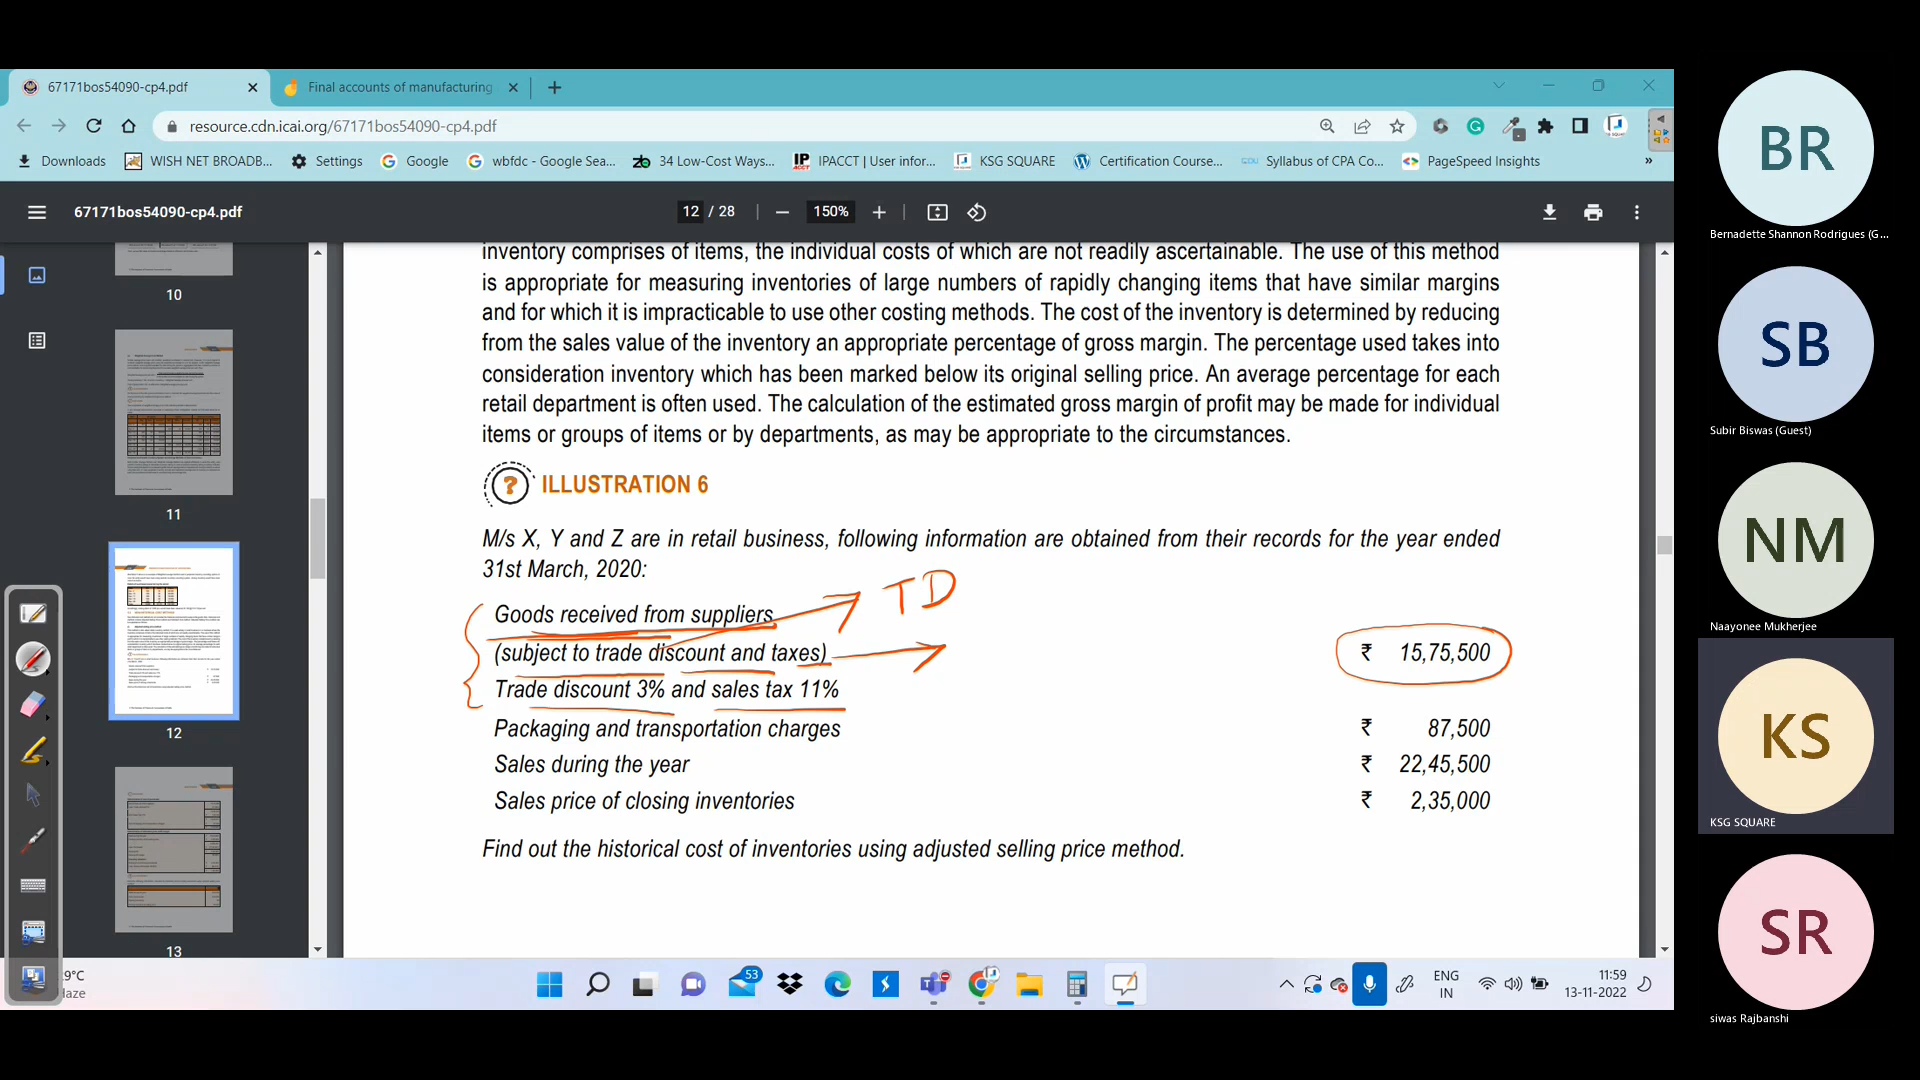 67171bos54090-cp4.pdf
Final accounts of manufacturing
resource.cdn.icai.org/67171bos54090-cp4.pdf
Downloads
WISH NET BROADB...
Settings
Google
wbfdc - Google Sea...
34 Low-Cost Ways...
IPACCT | User infor...
KSG SQUARE
Certification Course...
Syllabus of CPA Co...
PageSpeed Insights
»
67171bos54090-cp4.pdf
12 / 28
150%
10
11
12
13
inventory comprises of items, the individual costs of which are not readily ascertainable. The use of this method
is appropriate for measuring inventories of large numbers of rapidly changing items that have similar margins
and for which it is impracticable to use other costing methods. The cost of the inventory is determined by reducing
from the sales value of the inventory an appropriate percentage of gross margin. The percentage used takes into
consideration inventory which has been marked below its original selling price. An average percentage for each
retail department is often used. The calculation of the estimated gross margin of profit may be made for individual
items or groups of items or by departments, as may be appropriate to the circumstances.
? ILLUSTRATION 6
M/s X, Y and Z are in retail business, following information are obtained from their records for the year ended
31st March, 2020:
TD
Goods received from suppliers
(subject to trade discount and taxes) ₹ 15,75,500
Trade discount 3% and sales tax 11%
Packaging and transportation charges ₹ 87,500
Sales during the year ₹ 22,45,500
Sales price of closing inventories ₹ 2,35,000
Find out the historical cost of inventories using adjusted selling price method.
9°C
laze
53
ENG
IN
11:59
13-11-2022
BR
Bernadette Shannon Rodrigues (G...
SB
Subir Biswas (Guest)
NM
Naayonee Mukherjee
KS
KSG SQUARE
SR
siwas Rajbanshi